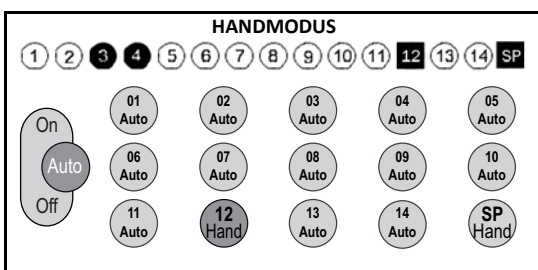 HANDMODUS
1 2 3 4 5 6 7 8 9 10 11 12 13 14 SP
01 02 03 04 05
Auto Auto Auto Auto Auto
On
06 07 08 09 10
Auto Auto Auto Auto Auto Auto
Off
11 12 13 14 SP
Auto Hand Auto Auto Hand